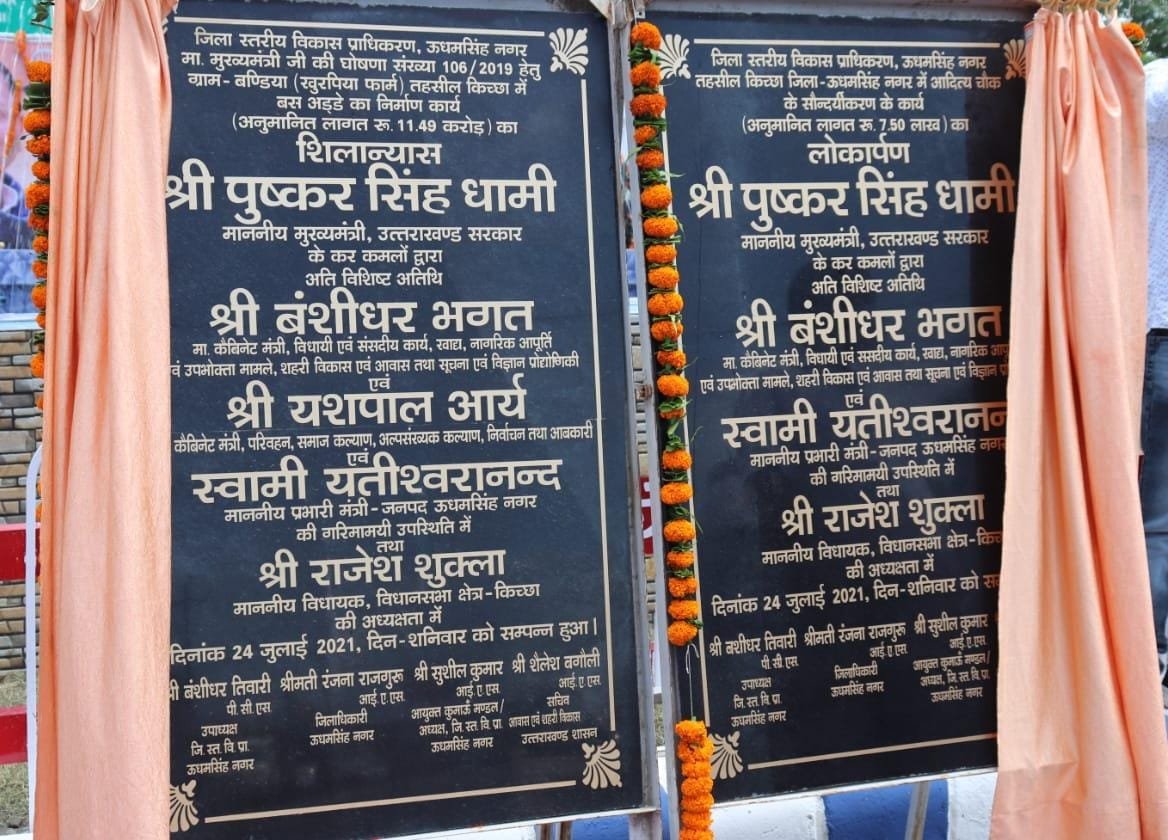 जिला स्तरीय विकास प्राधिकरण, ऊधमसिंह नगर
मा. मुख्यमंत्री जी की घोषणा संख्या 106/2019 हेतु
ग्राम- बण्डिया (खुरपिया फार्म) तहसील किच्छा में
बस अड्डे का निर्माण कार्य
(अनुमानित लागत रू. 11.49 करोड़) का
शिलान्यास
श्री पुष्कर सिंह धामी
माननीय मुख्यमंत्री, उत्तराखण्ड सरकार
के कर कमलों द्वारा
अति विशिष्ट अतिथि
श्री बंशीधर भगत
मा. कैबिनेट मंत्री, विधायी एवं संसदीय कार्य, खाद्य, नागरिक आपूर्ति
एवं उपभोक्ता मामले, शहरी विकास एवं आवास तथा सूचना एवं विज्ञान प्रोद्योगिकी
एवं
श्री यशपाल आर्य
कैबिनेट मंत्री, परिवहन, समाज कल्याण, अल्पसंख्यक कल्याण, निर्वाचन तथा आबकारी
एवं
स्वामी यतीश्वरानन्द
माननीय प्रभारी मंत्री-जनपद ऊधमसिंह नगर
की गरिमामयी उपस्थिति में
तथा
श्री राजेश शुक्ला
माननीय विधायक, विधानसभा क्षेत्र-किच्छा
की अध्यक्षता में
दिनांक 24 जुलाई 2021, दिन-शनिवार को सम्पन्न हुआ।
श्री बंशीधर तिवारी श्रीमती रंजना राजगुरू श्री सुशील कुमार श्री शैलेश बगौली
पी.सी.एस. आई.ए.एस. आई.ए.एस. आई.ए.एस.
उपाध्यक्ष जिलाधिकारी आयुक्त कुमाऊँ मण्डल/ सचिव
जि. स्त. वि. प्रा. ऊधमसिंह नगर अध्यक्ष, जि. स्त. वि. प्रा. आवास एवं शहरी विकास
ऊधमसिंह नगर ऊधमसिंह नगर उत्तराखण्ड शासन
जिला स्तरीय विकास प्राधिकरण, ऊधमसिंह नगर
तहसील किच्छा जिला-ऊधमसिंह नगर में आदित्य चौक
के सौन्दर्यीकरण के कार्य
(अनुमानित लागत रू. 7.50 लाख) का
लोकार्पण
श्री पुष्कर सिंह धामी
माननीय मुख्यमंत्री, उत्तराखण्ड सरकार
के कर कमलों द्वारा
अति विशिष्ट अतिथि
श्री बंशीधर भगत
मा. कैबिनेट मंत्री, विधायी एवं संसदीय कार्य, खाद्य, नागरिक
एवं उपभोक्ता मामले, शहरी विकास एवं आवास तथा सूचना एवं विज्ञान
एवं
स्वामी यतीश्वरानन्द
माननीय प्रभारी मंत्री-जनपद ऊधमसिंह नगर
की गरिमामयी उपस्थिति में
तथा
श्री राजेश शुक्ला
माननीय विधायक, विधानसभा क्षेत्र-
की अध्यक्षता में
दिनांक 24 जुलाई 2021, दिन-शनिवार को
श्री बंशीधर तिवारी श्रीमती रंजना राजगुरू श्री सुशील कुमार
पी.सी.एस आई.ए.एस आई.ए.एस.
उपाध्यक्ष जिलाधिकारी आयुक्त कुमाऊँ मण्डल/
जि. स्त. वि. प्रा. ऊधमसिंह नगर अध्यक्ष, जि. स्त. वि. प्रा.
ऊधमसिंह नगर ऊधमसिंह नगर